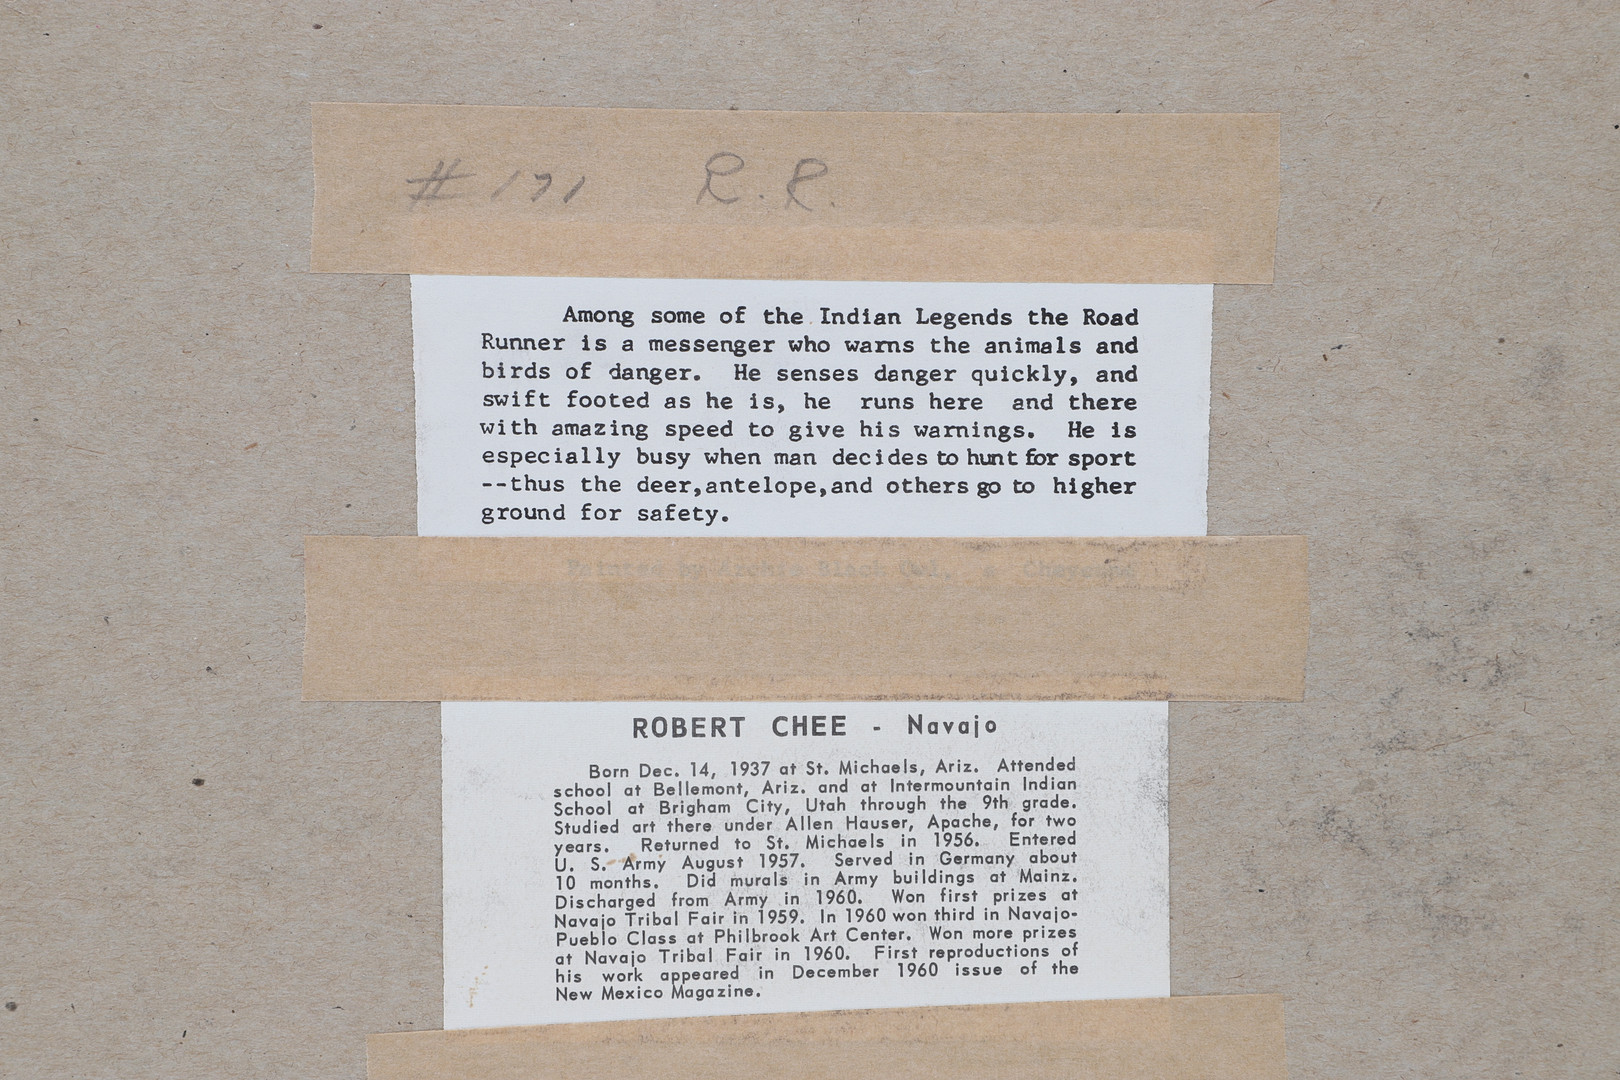 # 171 R.R.
Among some of the Indian Legends the Road
Runner is a messenger who warns the animals and
birds of danger. He senses danger quickly, and
swift footed as he is, he runs here and there
with amazing speed to give his warnings. He is
especially busy when man decides to hunt for sport
--thus the deer,antelope,and others go to higher
ground for safety.
Painted by Black
ROBERT CHEE - Navajo
Born Dec. 14, 1937 at St. Michaels, Ariz. Attended
school at Bellemont, Ariz. and at Intermountain Indian
School at Brigham City, Utah through the 9th grade.
Studied art there under Allen Hauser, Apache, for two
years. Returned to St. Michaels in 1956. Entered
U. S. Army August 1957. Served in Germany about
10 months. Did murals in Army buildings at Mainz.
Discharged from Army in 1960. Won first prizes at
Navajo Tribal Fair in 1959. In 1960 won third in Navajo-
Pueblo Class at Philbrook Art Center. Won more prizes
at Navajo Tribal Fair in 1960. First reproductions of
his work appeared in December 1960 issue of the
New Mexico Magazine.